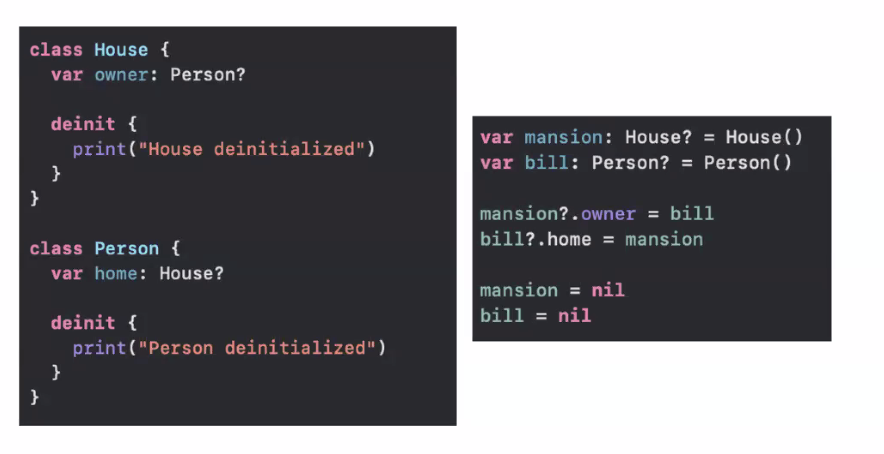 class House {
  var owner: Person?

  deinit {
    print("House deinitialized")
  }
}

class Person {
  var home: House?

  deinit {
    print("Person deinitialized")
  }
}

var mansion: House? = House()
var bill: Person? = Person()

mansion?.owner = bill
bill?.home = mansion

mansion = nil
bill = nil